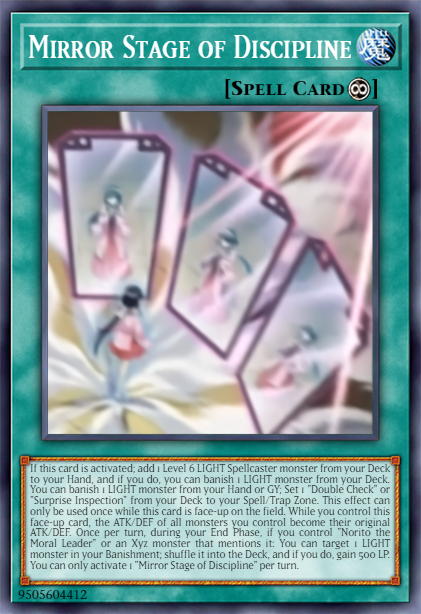 MIRROR STAGE OF DISCIPLINE 魔
[SPELL CARD ]
If this card is activated; add 1 Level 6 LIGHT Spellcaster monster from your Deck
to your Hand, and if you do, you can banish 1 LIGHT monster from your Deck.
You can banish 1 LIGHT monster from your Hand or GY; Set 1 "Double Check" or
"Surprise Inspection" from your Deck to your Spell/Trap Zone. This effect can
only be used once while this card is face-up on the field. While you control this
face-up card, the ATK/DEF of all monsters you control become their original
ATK/DEF. Once per turn, during your End Phase, if you control "Norito the
Moral Leader" or an Xyz monster that mentions it: You can target 1 LIGHT
monster in your Banishment; shuffle it into the Deck, and if you do, gain 500 LP.
You can only activate 1 "Mirror Stage of Discipline" per turn.
9505604412